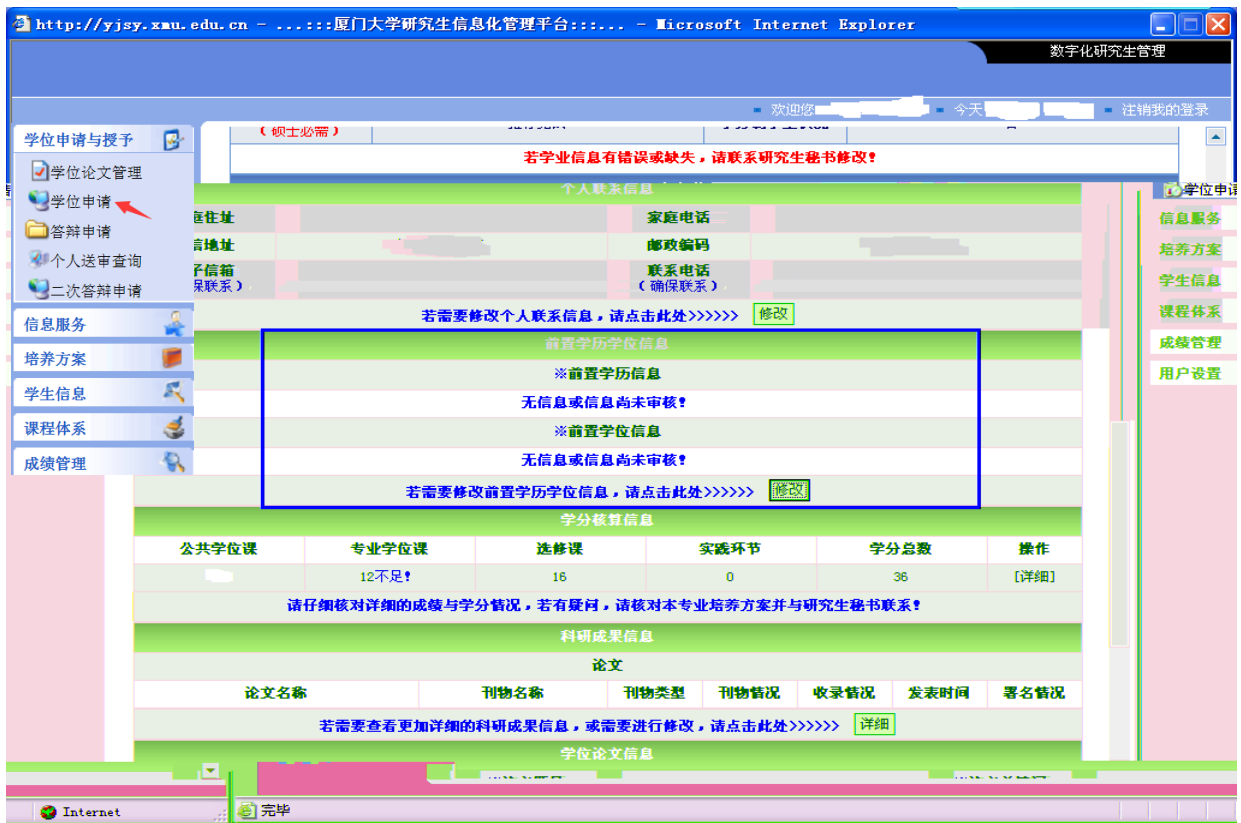 http://yjsy.xmu.edu.cn - ...:::厦门大学研究生信息化管理平台:::... - Microsoft Internet Explorer
数字化研究生管理
欢迎您 今天 注销我的登录
学位申请与授予
学位论文管理
学位申请
答辩申请
个人送审查询
二次答辩申请
信息服务
培养方案
学生信息
课程体系
成绩管理
（硕士必需）
若学业信息有错误或缺失，请联系研究生秘书修改！
个人联系信息
庭住址 家庭电话
信地址 邮政编码
子信箱 联系电话
保联系） （确保联系）
若需要修改个人联系信息，请点击此处>>>>>> 修改
前置学历学位信息
※前置学历信息
无信息或信息尚未审核！
※前置学位信息
无信息或信息尚未审核！
若需要修改前置学历学位信息，请点击此处>>>>>> 修改
学分核算信息
公共学位课 专业学位课 选修课 实践环节 学分总数 操作
12不足！ 16 0 36 [详细]
请仔细核对详细的成绩与学分情况，若有疑问，请核对本专业培养方案并与研究生秘书联系！
科研成果信息
论文
论文名称 刊物名称 刊物类型 刊物情况 收录情况 发表时间 署名情况
若需要查看更加详细的科研成果信息，或需要进行修改，请点击此处>>>>>> 详细
学位论文信息
学位申请
信息服务
培养方案
学生信息
课程体系
成绩管理
用户设置
Internet
完毕